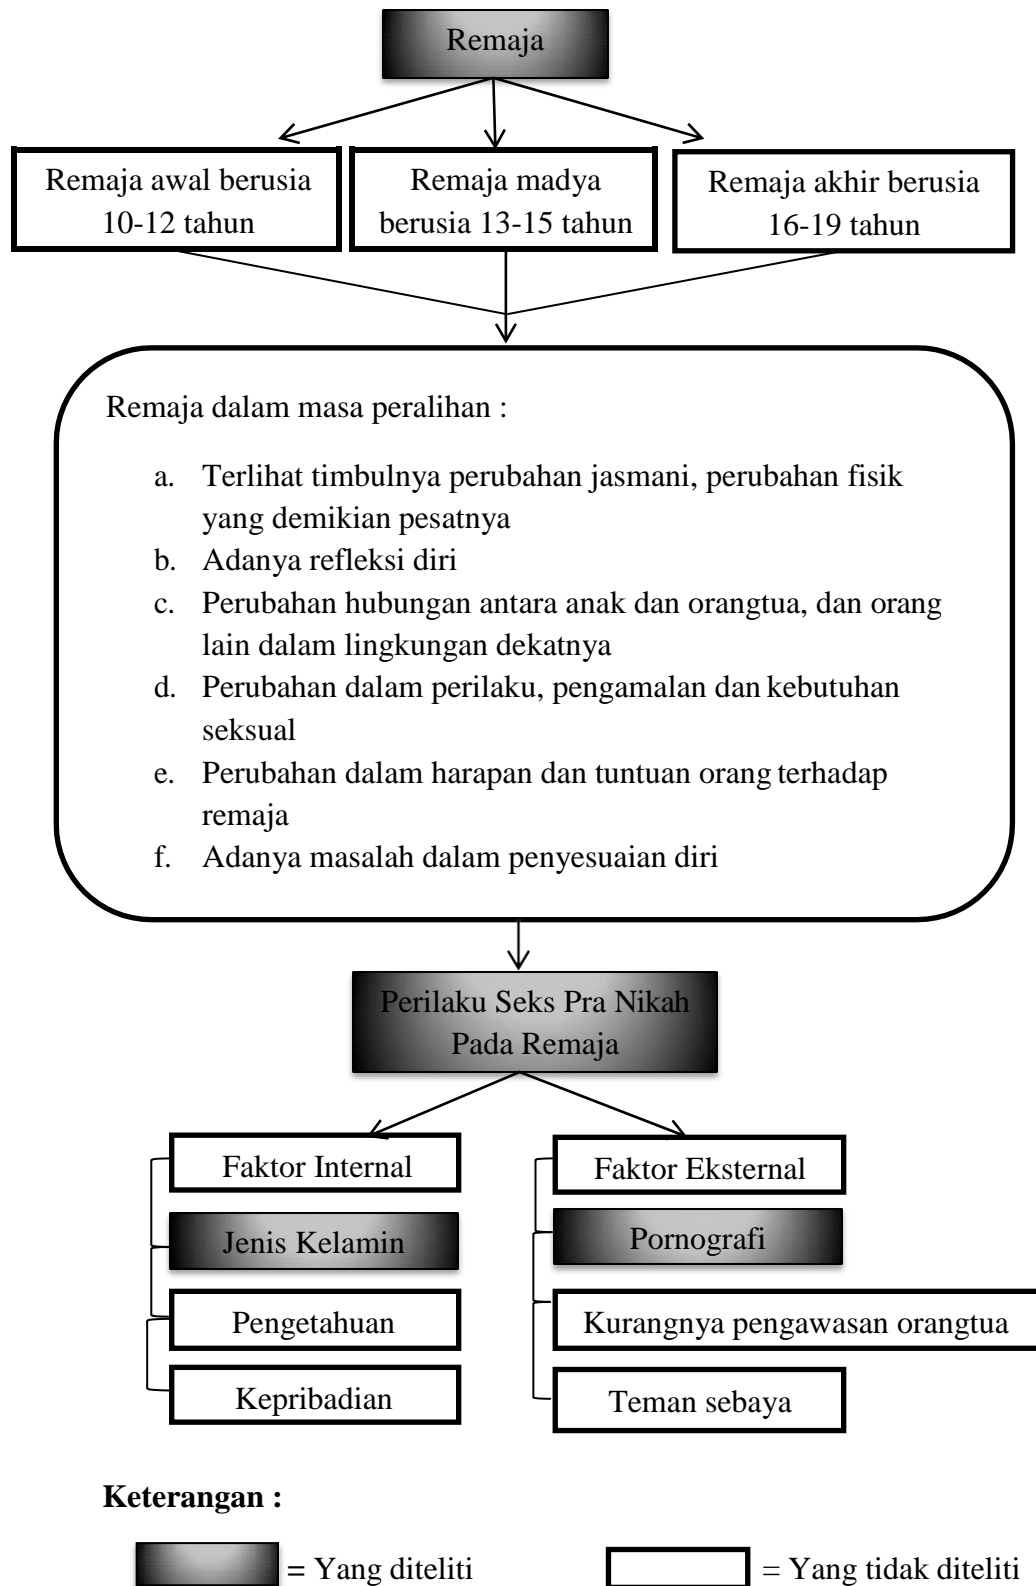 Remaja
Remaja awal berusia
10-12 tahun
Remaja madya
berusia 13-15 tahun
Remaja akhir berusia
16-19 tahun
Remaja dalam masa peralihan :
a. Terlihat timbulnya perubahan jasmani, perubahan fisik
yang demikian pesatnya
b. Adanya refleksi diri
c. Perubahan hubungan antara anak dan orangtua, dan orang
lain dalam lingkungan dekatnya
d. Perubahan dalam perilaku, pengamalan dan kebutuhan
seksual
e. Perubahan dalam harapan dan tuntuan orang terhadap
remaja
f. Adanya masalah dalam penyesuaian diri
Perilaku Seks Pra Nikah
Pada Remaja
Faktor Internal
Jenis Kelamin
Pengetahuan
Kepribadian
Faktor Eksternal
Pornografi
Kurangnya pengawasan orangtua
Teman sebaya
Keterangan :
= Yang diteliti
= Yang tidak diteliti